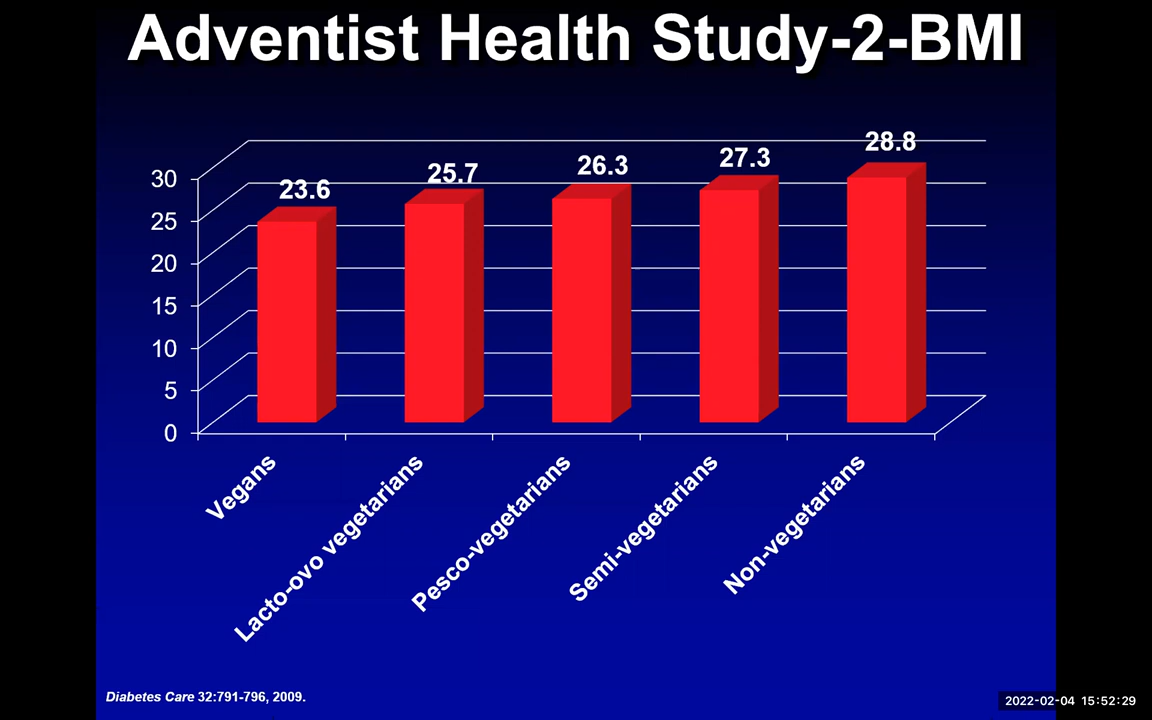 Adventist Health Study-2-BMI
30
25
20
15
10
5
0
23.6
25.7
26.3
27.3
28.8
Vegans
Lacto-ovo vegetarians
Pesco-vegetarians
Semi-vegetarians
Non-vegetarians
Diabetes Care 32:791-796, 2009.
2022-02-04 15:52:29